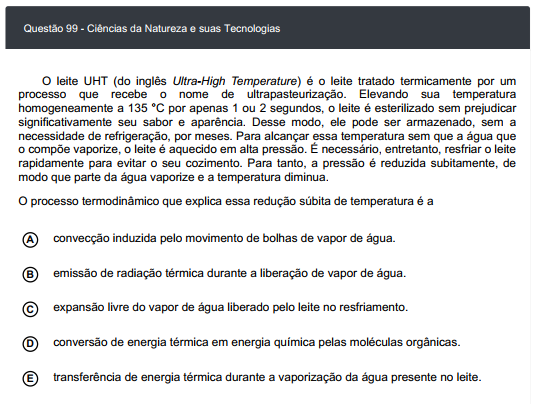 Questão 99 - Ciências da Natureza e suas Tecnologias
O leite UHT (do inglês Ultra-High Temperature) é o leite tratado termicamente por um
processo que recebe o nome de ultrapasteurização. Elevando sua temperatura
homogeneamente a 135 °C por apenas 1 ou 2 segundos, o leite é esterilizado sem prejudicar
significativamente seu sabor e aparência. Desse modo, ele pode ser armazenado, sem a
necessidade de refrigeração, por meses. Para alcançar essa temperatura sem que a água que
o compõe vaporize, o leite é aquecido em alta pressão. É necessário, entretanto, resfriar o leite
rapidamente para evitar o seu cozimento. Para tanto, a pressão é reduzida subitamente, de
modo que parte da água vaporize e a temperatura diminua.
O processo termodinâmico que explica essa redução súbita de temperatura é a
A convecção induzida pelo movimento de bolhas de vapor de água.
B emissão de radiação térmica durante a liberação de vapor de água.
C expansão livre do vapor de água liberado pelo leite no resfriamento.
D conversão de energia térmica em energia química pelas moléculas orgânicas.
E transferência de energia térmica durante a vaporização da água presente no leite.